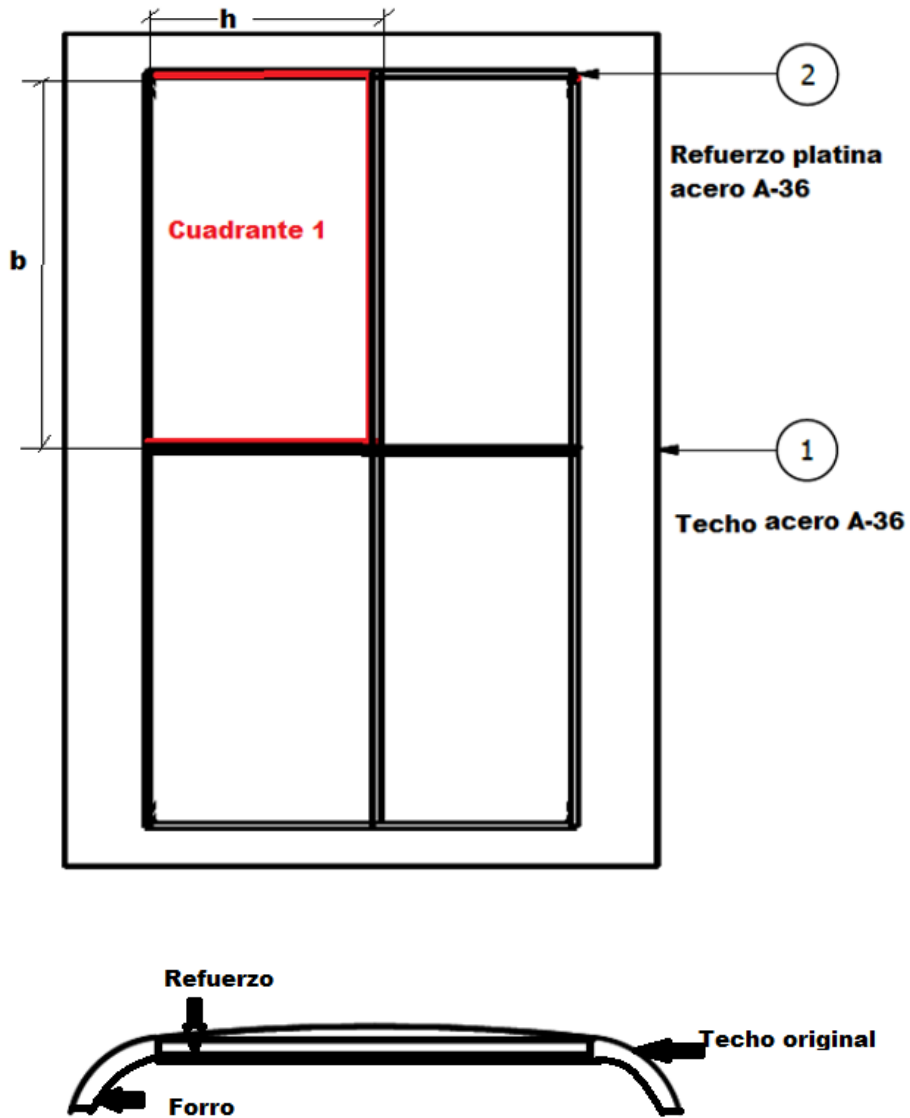 h
2
Refuerzo platina
acero A-36
Cuadrante 1
b
1
Techo acero A-36
Refuerzo
Techo original
Forro